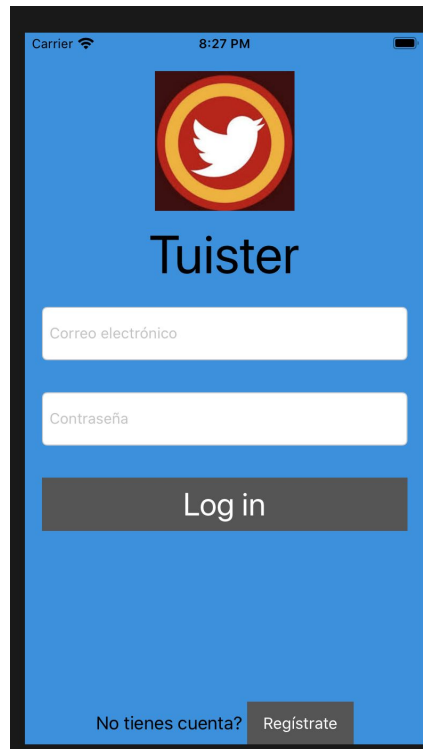 Carrier 8:27 PM
Tuister
Correo electrónico
Contraseña
Log in
No tienes cuenta? Regístrate